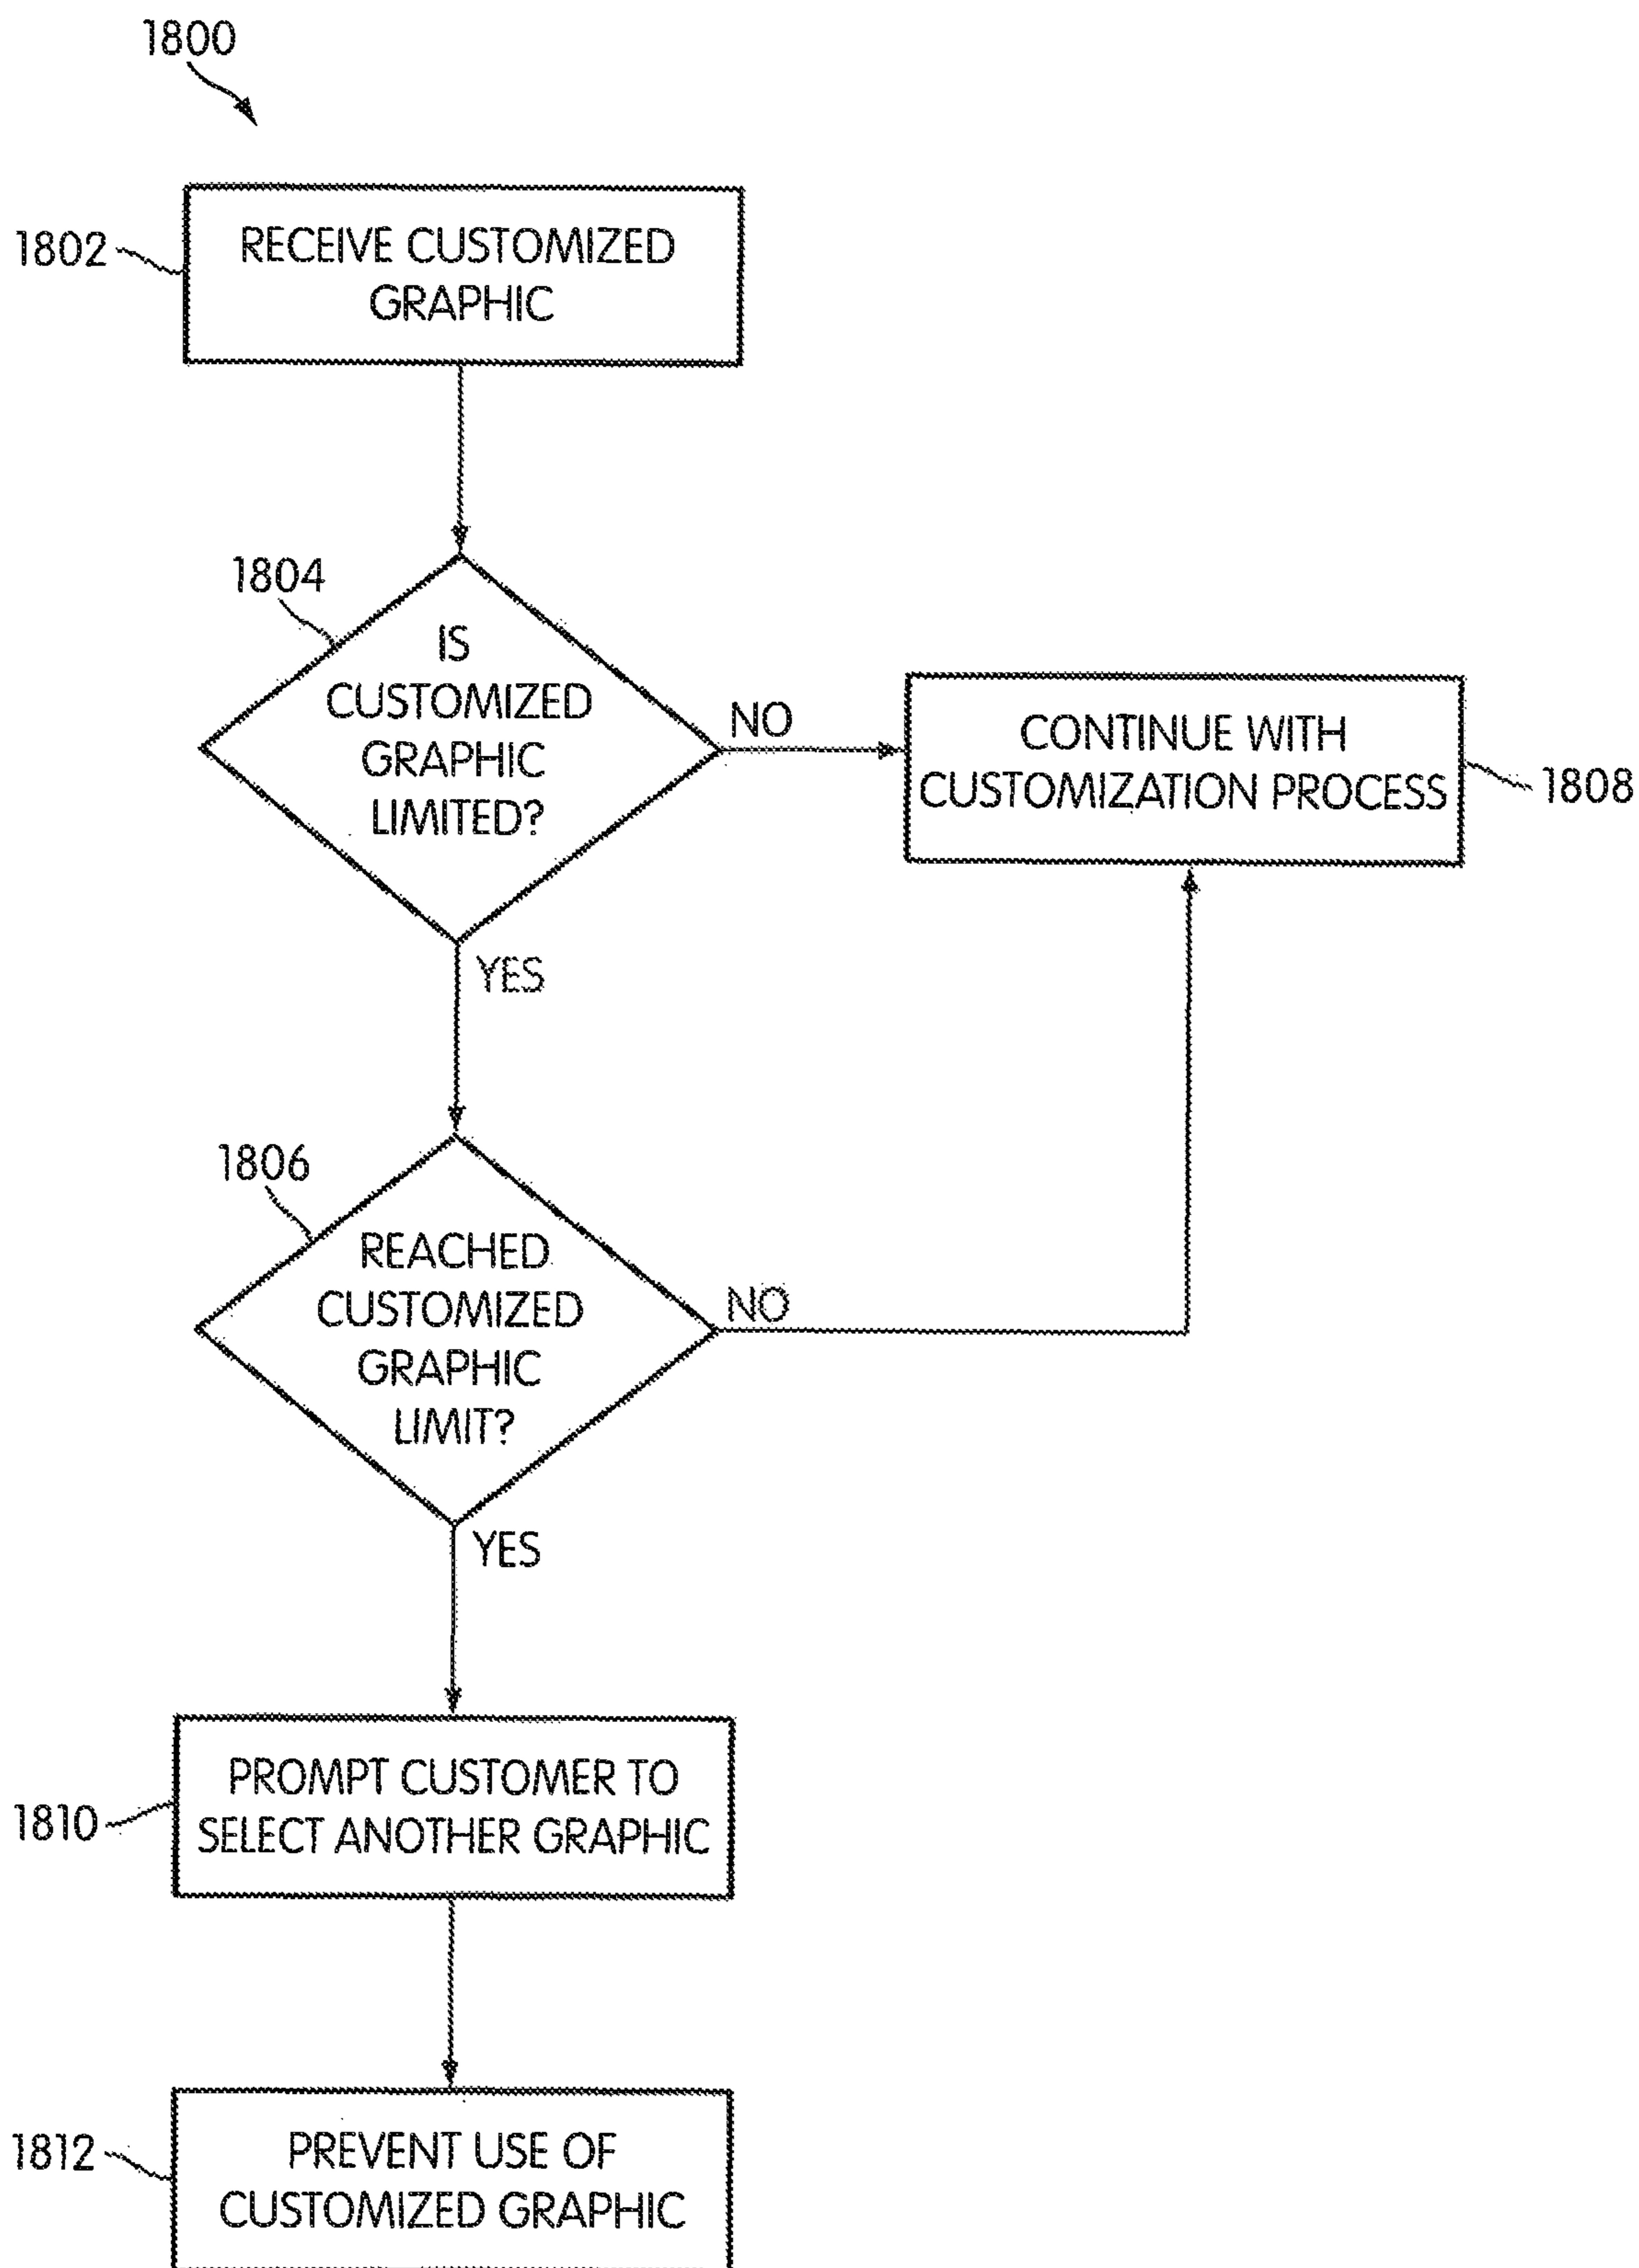 1800
1802
RECEIVE CUSTOMIZED
GRAPHIC
1804
IS
CUSTOMIZED
GRAPHIC
LIMITED?
NO
CONTINUE WITH
CUSTOMIZATION PROCESS
1808
YES
1806
REACHED
CUSTOMIZED
GRAPHIC
LIMIT?
NO
YES
1810
PROMPT CUSTOMER TO
SELECT ANOTHER GRAPHIC
1812
PREVENT USE OF
CUSTOMIZED GRAPHIC